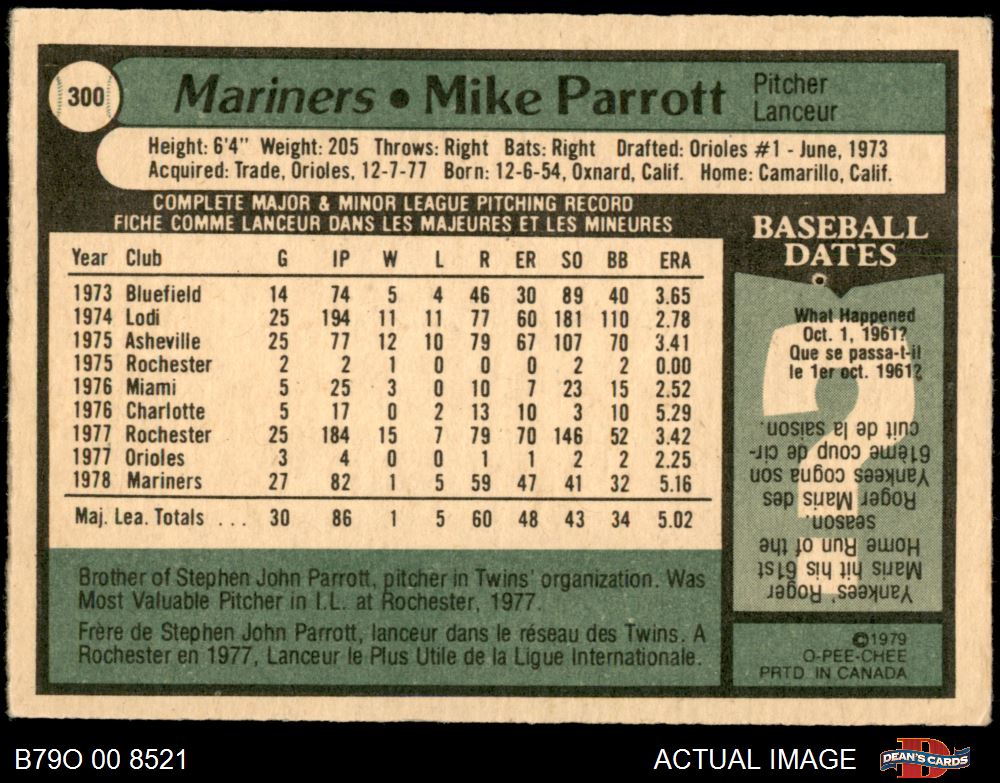 300
Mariners • Mike Parrott
Pitcher
Lanceur
Height: 6'4" Weight: 205 Throws: Right Bats: Right Drafted: Orioles #1 - June, 1973
Acquired: Trade, Orioles, 12-7-77 Born: 12-6-54, Oxnard, Calif. Home: Camarillo, Calif.
COMPLETE MAJOR & MINOR LEAGUE PITCHING RECORD
FICHE COMME LANCEUR DANS LES MAJEURES ET LES MINEURES
Year Club G IP W L R ER SO BB ERA
1973 Bluefield 14 74 5 4 46 30 89 40 3.65
1974 Lodi 25 194 11 11 77 60 181 110 2.78
1975 Asheville 25 77 12 10 79 67 107 70 3.41
1975 Rochester 2 2 1 0 0 0 2 2 0.00
1976 Miami 5 25 3 0 10 7 23 15 2.52
1976 Charlotte 5 17 0 2 13 10 3 10 5.29
1977 Rochester 25 184 15 7 79 70 146 52 3.42
1977 Orioles 3 4 0 0 1 1 2 2 2.25
1978 Mariners 27 82 1 5 59 47 41 32 5.16
Maj. Lea. Totals ... 30 86 1 5 60 48 43 34 5.02
Brother of Stephen John Parrott, pitcher in Twins' organization. Was
Most Valuable Pitcher in I.L. at Rochester, 1977.
Frère de Stephen John Parrott, lanceur dans le réseau des Twins. A
Rochester en 1977, Lanceur le Plus Utile de la Ligue Internationale.
BASEBALL
DATES
What Happened
Oct. 1, 1961?
Que se passa-t-il
le 1er oct. 1961?
Yankees' Roger
Maris hit his 61st
Home Run of the
season.
Roger Maris des
Yankees cogna son
61ème coup de cir-
cuit de la saison.
©1979
O-PEE-CHEE
PRTD IN CANADA
B79O 00 8521
ACTUAL IMAGE
DEAN'S CARDS